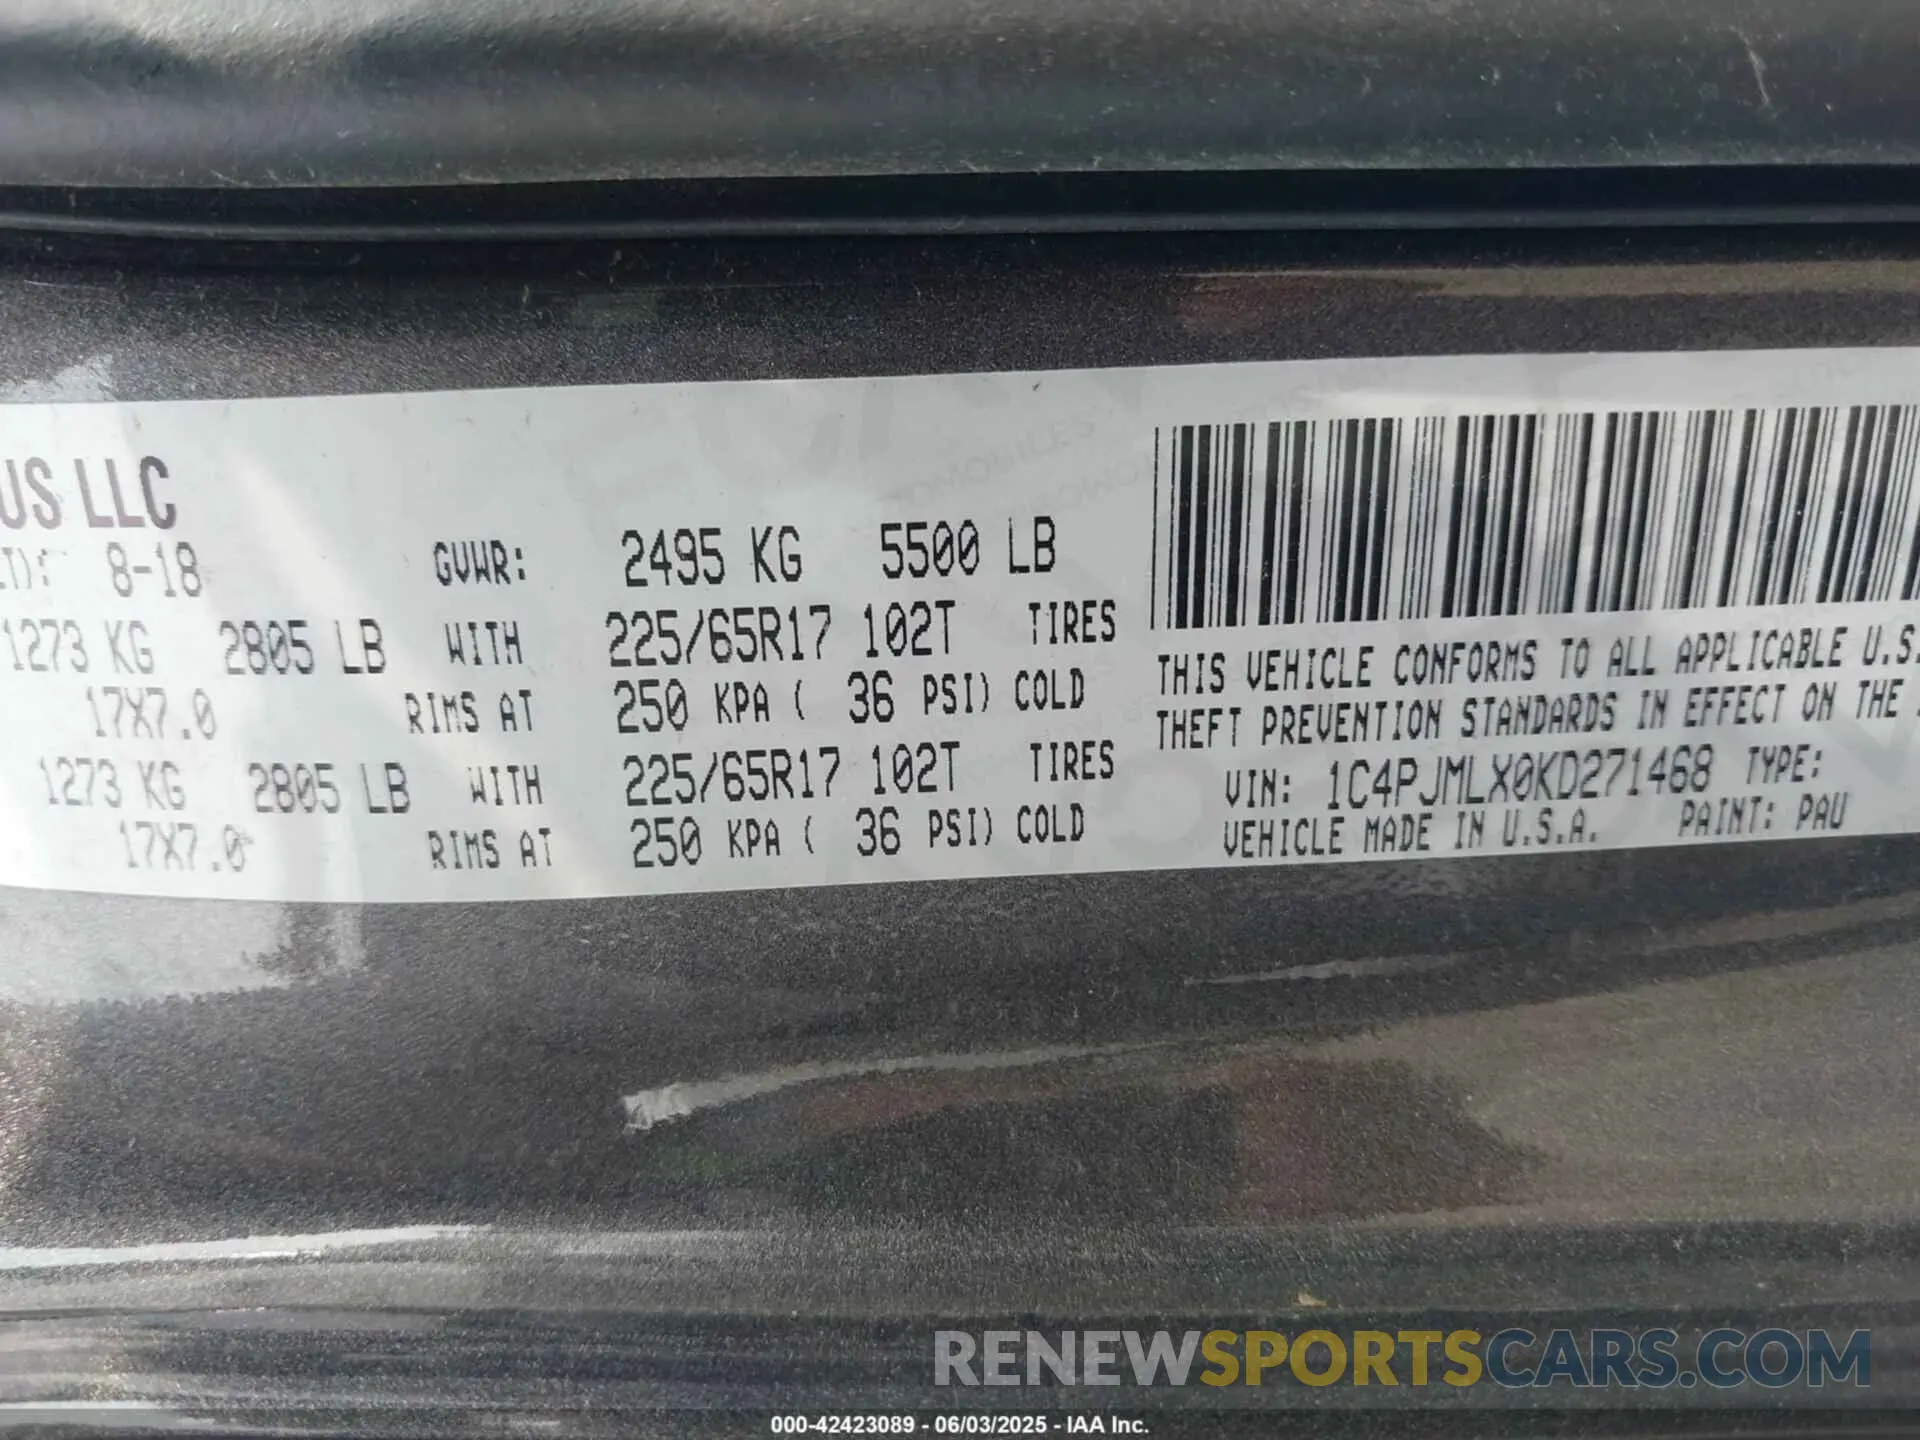 US LLC
8-18 GVWR: 2495 KG 5500 LB
1273 KG 2805 LB WITH 225/65R17 102T TIRES
17X7.0 RIMS AT 250 KPA ( 36 PSI) COLD
1273 KG 2805 LB WITH 225/65R17 102T TIRES
17X7.0 RIMS AT 250 KPA ( 36 PSI) COLD
THIS VEHICLE CONFORMS TO ALL APPLICABLE U.S.
THEFT PREVENTION STANDARDS IN EFFECT ON THE
VIN: 1C4PJMLX0KD271468 TYPE:
VEHICLE MADE IN U.S.A. PAINT: PAU
RENEWSPORTSCARS.COM
000-42423089 - 06/03/2025 - IAA Inc.